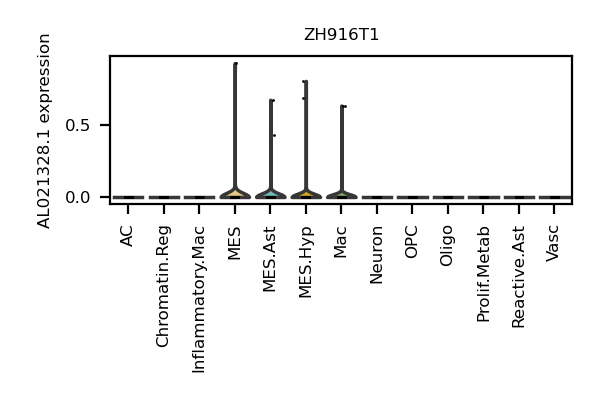 ZH916T1
AL021328.1 expression
0.5
0.0
AC
Chromatin.Reg
Inflammatory.Mac
MES
MES.Ast
MES.Hyp
Mac
Neuron
OPC
Oligo
Prolif.Metab
Reactive.Ast
Vasc